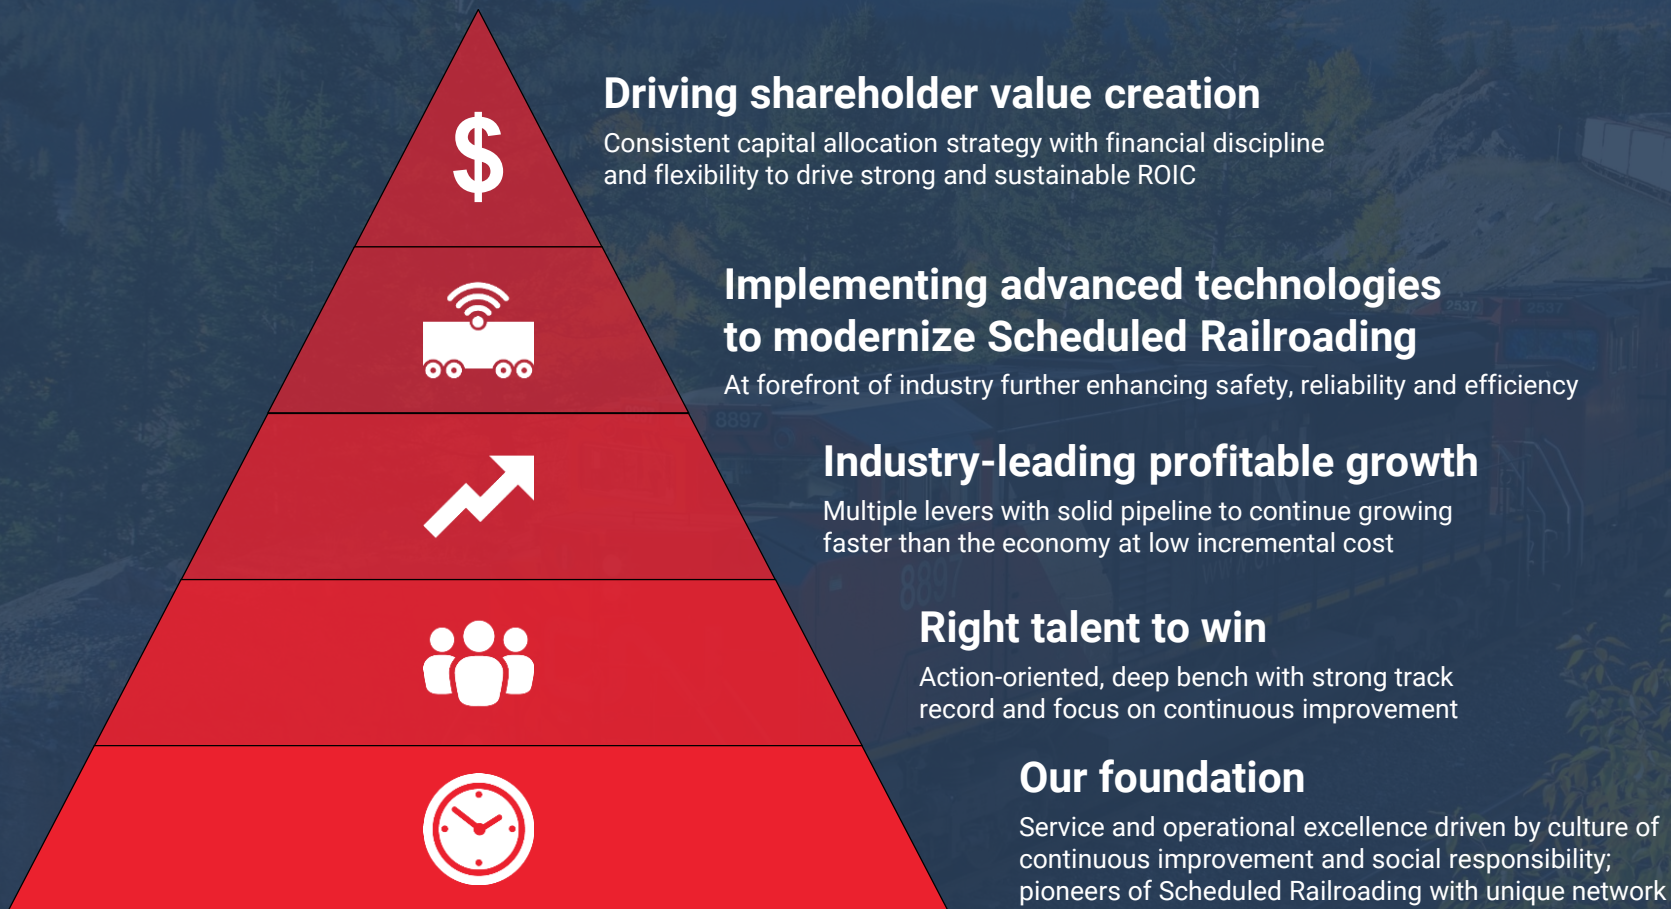 $
Driving shareholder value creation
Consistent capital allocation strategy with financial discipline
and flexibility to drive strong and sustainable ROIC
Implementing advanced technologies
to modernize Scheduled Railroading
At forefront of industry further enhancing safety, reliability and efficiency
2537
2537
8897
Industry-leading profitable growth
Multiple levers with solid pipeline to continue growing
faster than the economy at low incremental cost
8897
Right talent to win
Action-oriented, deep bench with strong track
record and focus on continuous improvement
Our foundation
Service and operational excellence driven by culture of
continuous improvement and social responsibility;
pioneers of Scheduled Railroading with unique network